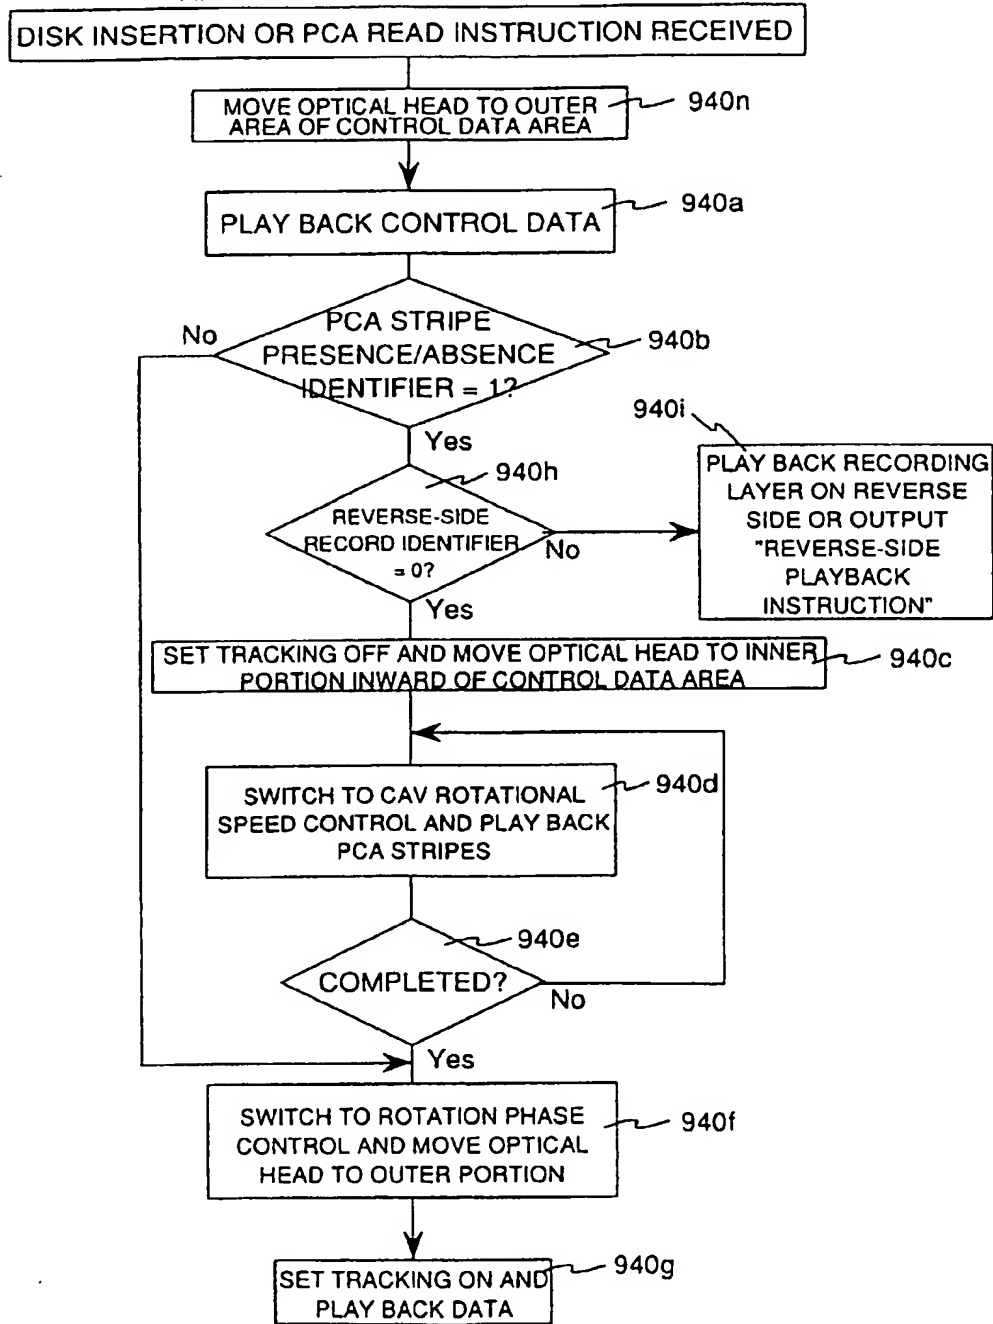 DISK INSERTION OR PCA READ INSTRUCTION RECEIVED
MOVE OPTICAL HEAD TO OUTER
AREA OF CONTROL DATA AREA
940n
PLAY BACK CONTROL DATA
940a
PCA STRIPE
PRESENCE/ABSENCE
IDENTIFIER = 1?
940b
No
Yes
940h
REVERSE-SIDE
RECORD IDENTIFIER
= 0?
No
Yes
940i
PLAY BACK RECORDING
LAYER ON REVERSE
SIDE OR OUTPUT
"REVERSE-SIDE
PLAYBACK
INSTRUCTION"
SET TRACKING OFF AND MOVE OPTICAL HEAD TO INNER
PORTION INWARD OF CONTROL DATA AREA
940c
SWITCH TO CAV ROTATIONAL
SPEED CONTROL AND PLAY BACK
PCA STRIPES
940d
COMPLETED?
940e
No
Yes
SWITCH TO ROTATION PHASE
CONTROL AND MOVE OPTICAL
HEAD TO OUTER PORTION
940f
SET TRACKING ON AND
PLAY BACK DATA
940g